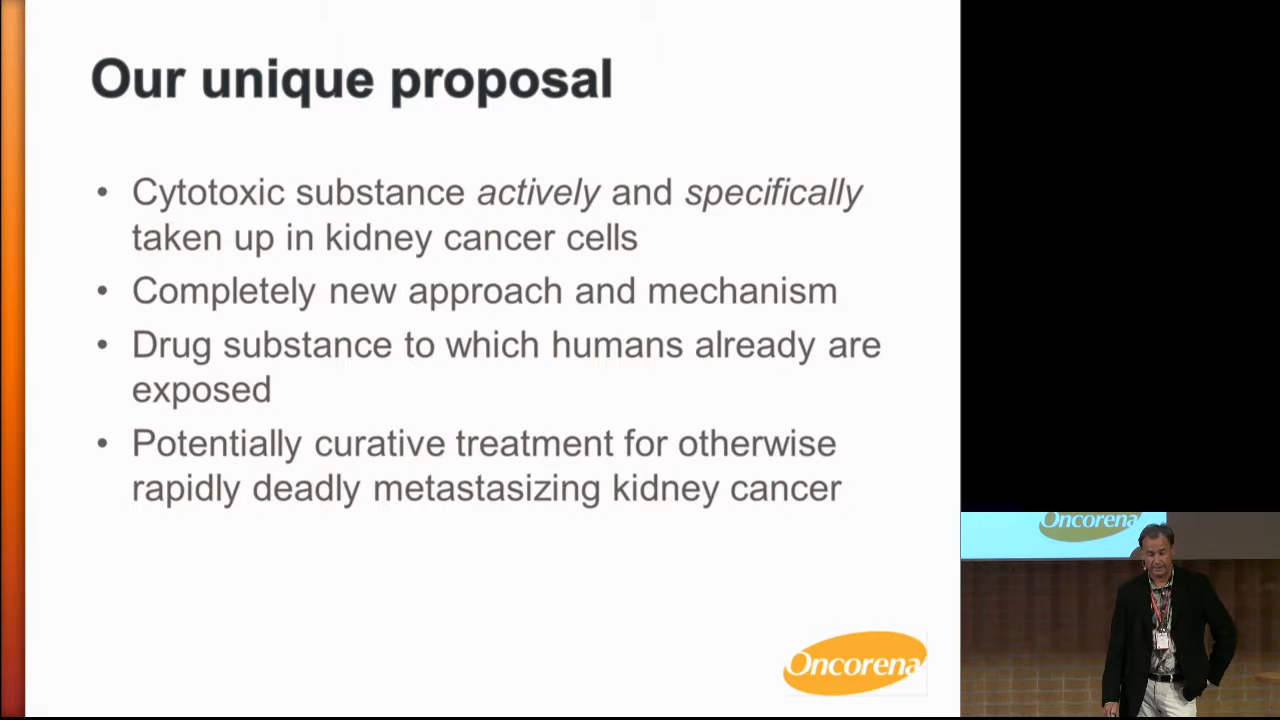 Our unique proposal
• Cytotoxic substance actively and specifically
taken up in kidney cancer cells
• Completely new approach and mechanism
• Drug substance to which humans already are
exposed
• Potentially curative treatment for otherwise
rapidly deadly metastasizing kidney cancer
Oncorena
Oncorena